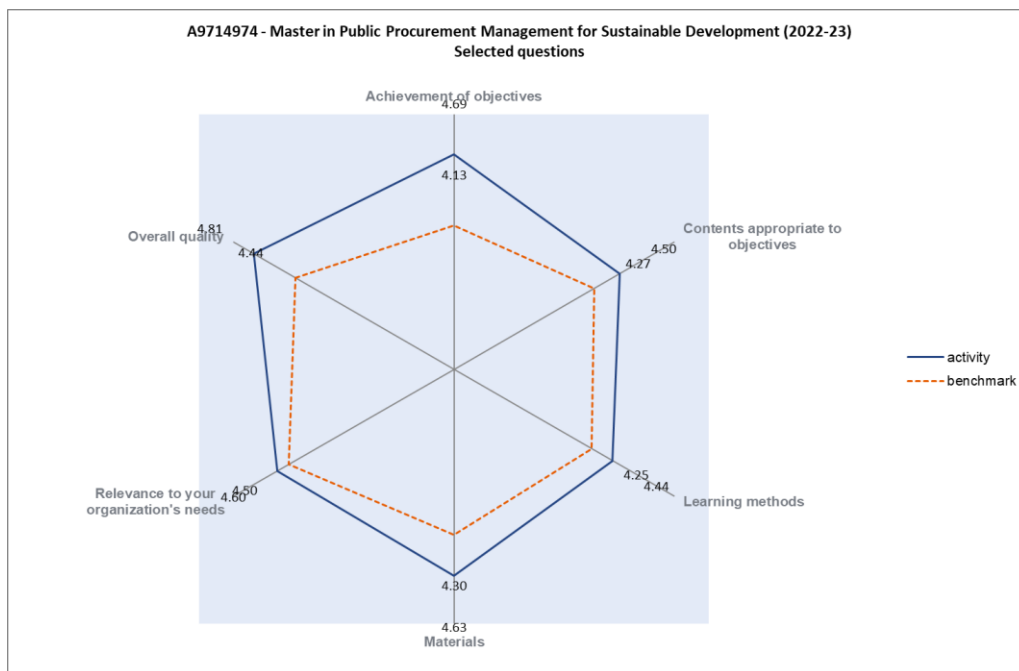 A9714974 - Master in Public Procurement Management for Sustainable Development (2022-23)
Selected questions
Achievement of objectives
4.69
4.13
4.81
Overall quality
4.44
Contents appropriate to
objectives
4.50
4.27
activity
benchmark
Relevance to your
organization's needs
4.50
4.60
4.25
4.44
Learning methods
4.30
4.63
Materials